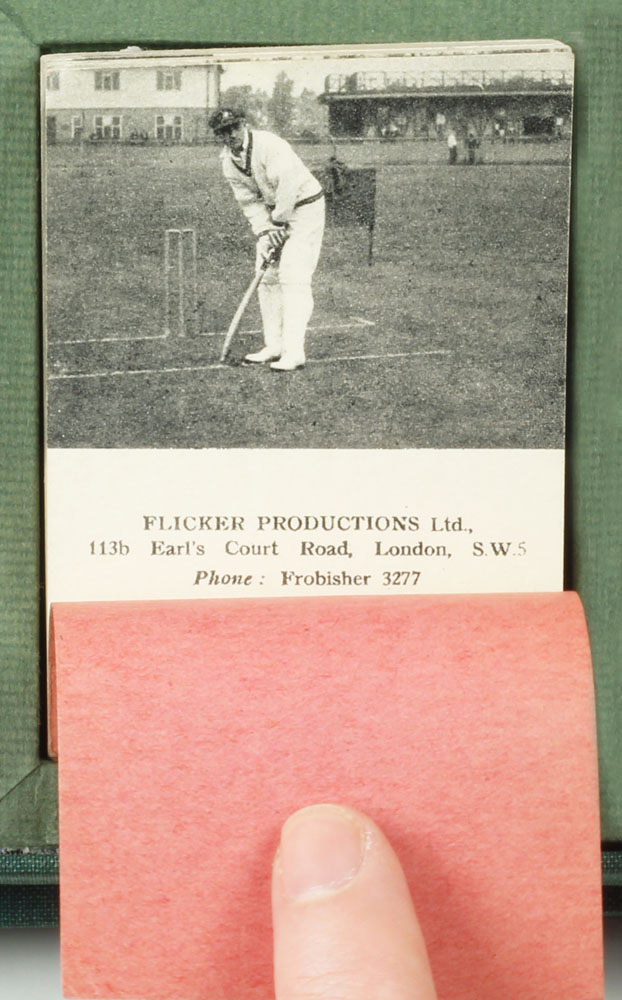 FLICKER PRODUCTIONS Ltd.,
113b Earl's Court Road, London, S.W.5
Phone : Frobisher 3277